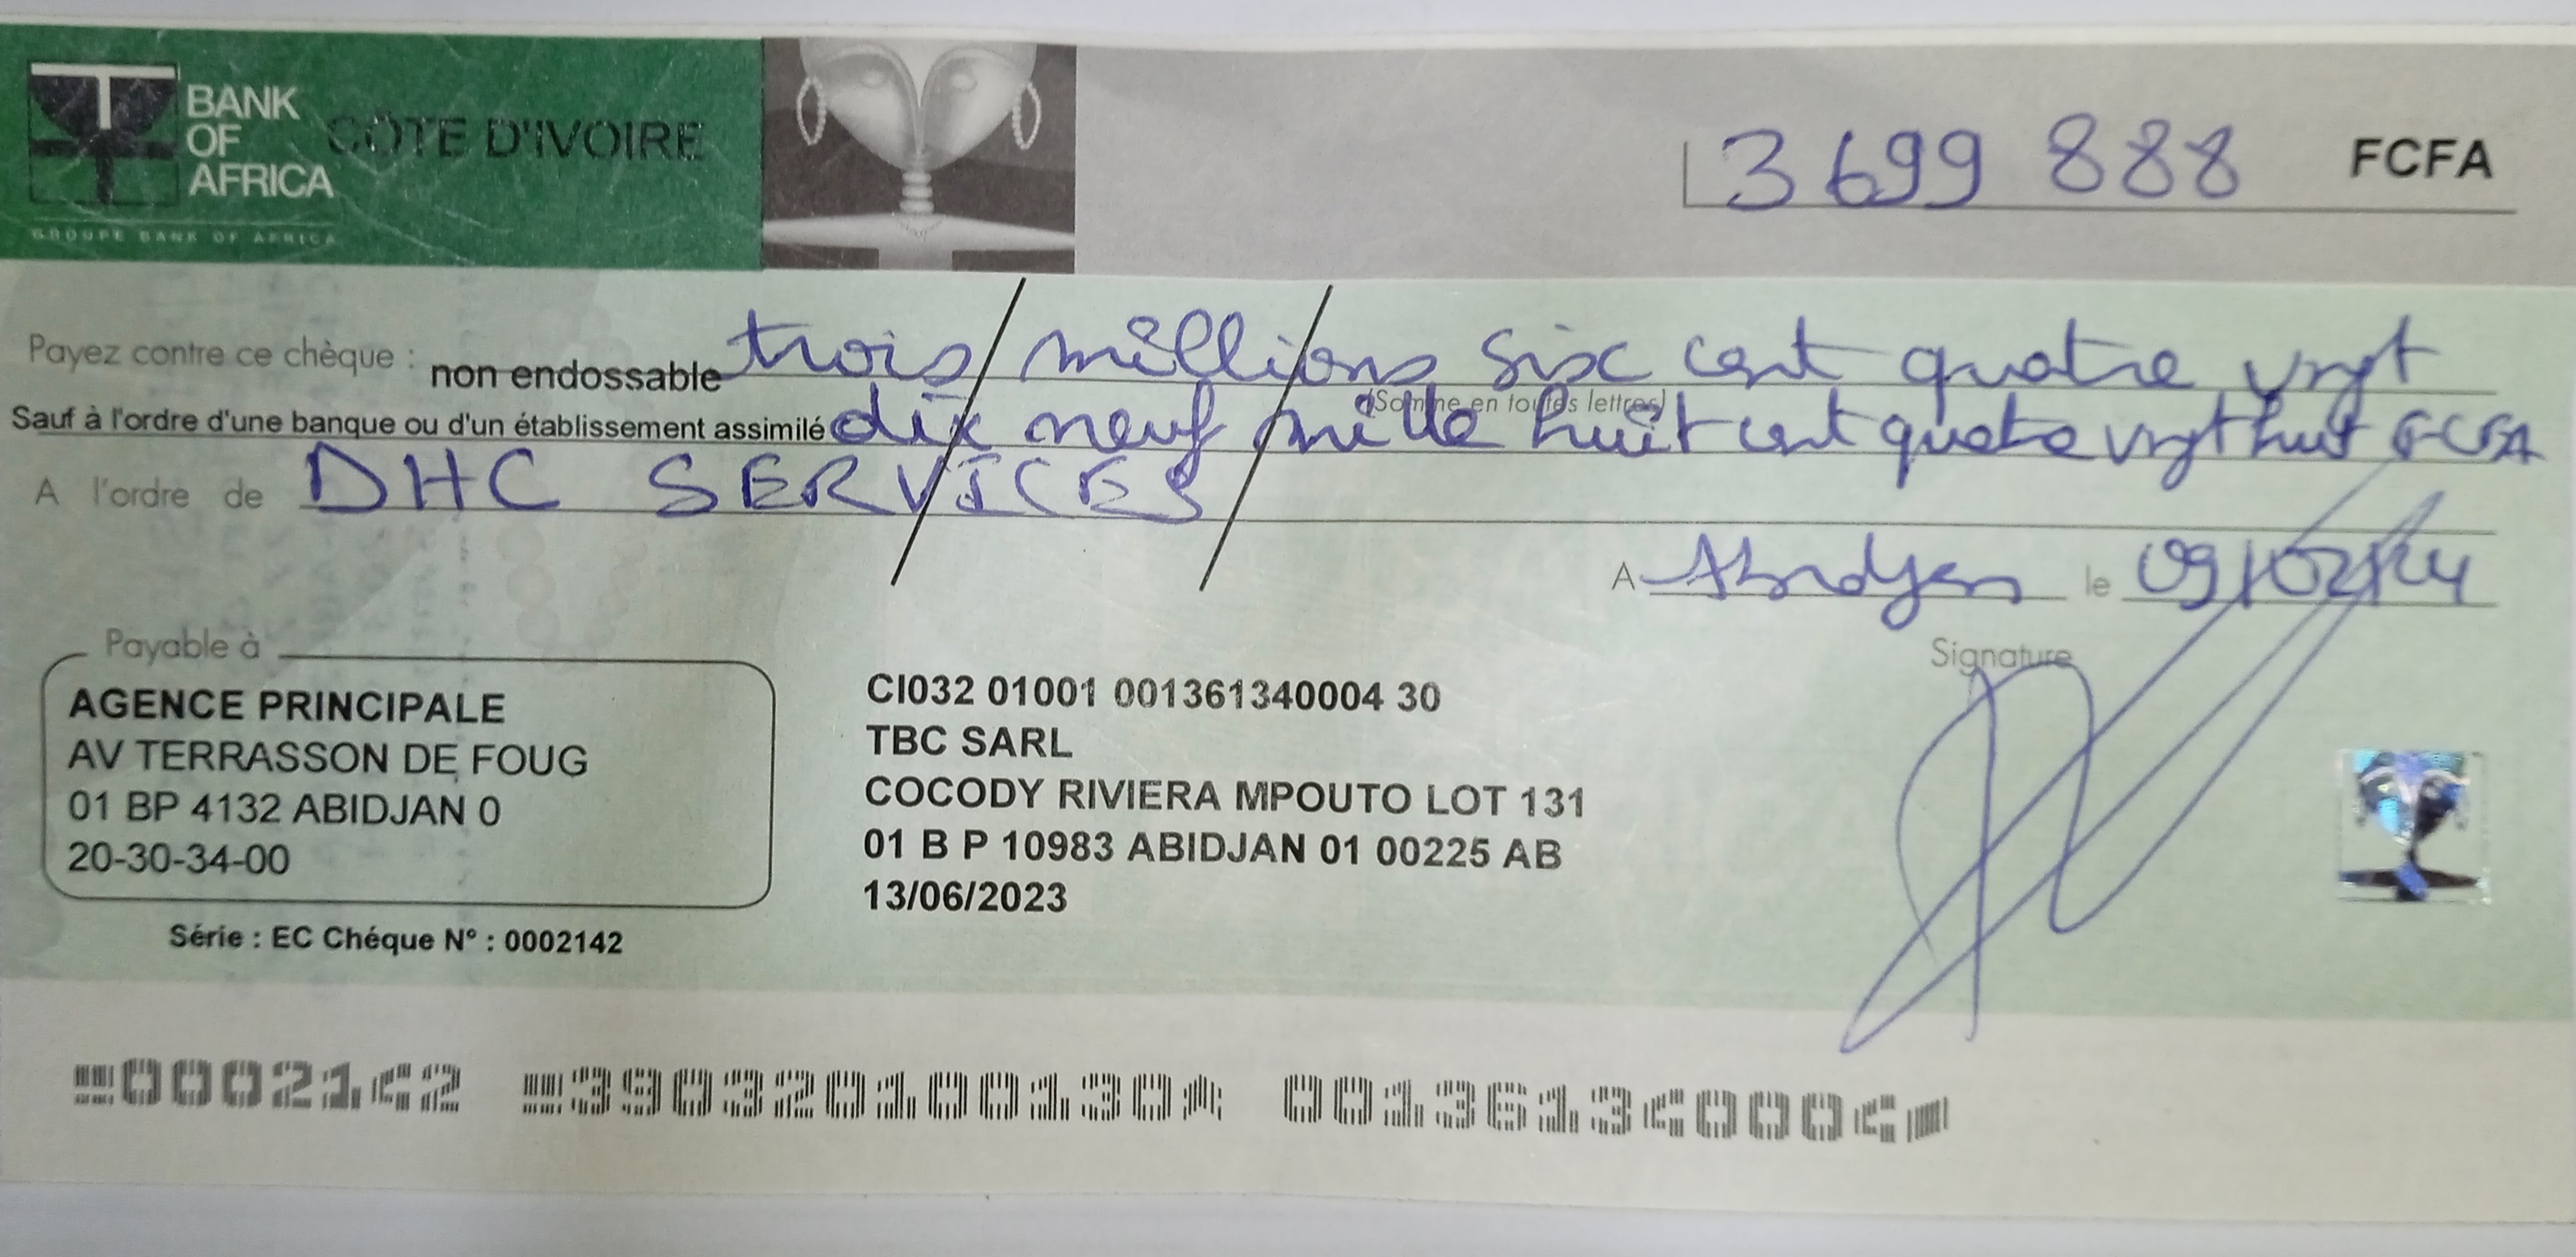 BANK
OF
AFRICA
CÔTE D'IVOIRE
GROUPE BANK OF AFRICA
3 699 888 FCFA
Payez contre ce chèque : non endossable trois millions six cent quatre vingt
(Somme en toutes lettres)
Sauf à l'ordre d'une banque ou d'un établissement assimilé dix neuf mille huit cent quatre vingt huit FCFA
A l'ordre de DHC SERVICES
A Abidjan le 09/02/24
Payable à
AGENCE PRINCIPALE
AV TERRASSON DE FOUG
01 BP 4132 ABIDJAN 0
20-30-34-00
Série : EC Chéque N° : 0002142
CI032 01001 001361340004 30
TBC SARL
COCODY RIVIERA MPOUTO LOT 131
01 B P 10983 ABIDJAN 01 00225 AB
13/06/2023
Signature
0002142 390320100130 001361340004